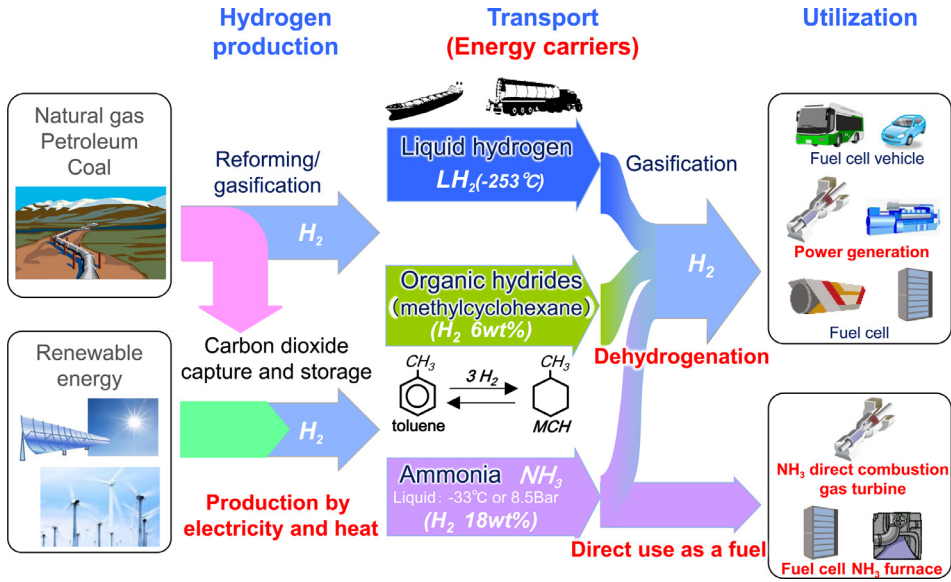 Hydrogen
production
Transport
(Energy carriers)
Utilization
Natural gas
Petroleum
Coal
Reforming/
gasification
H₂
Carbon dioxide
capture and storage
Renewable
energy
H₂
Production by
electricity and heat
Liquid hydrogen
LH₂(-253℃)
Organic hydrides
(methylcyclohexane)
(H₂ 6wt%)
CH₃
3 H₂
CH₃
toluene
MCH
Ammonia NH₃
Liquid: -33℃ or 8.5Bar
(H₂ 18wt%)
Gasification
H₂
Dehydrogenation
Direct use as a fuel
Fuel cell vehicle
Power generation
Fuel cell
NH₃ direct combustion
gas turbine
Fuel cell NH₃ furnace